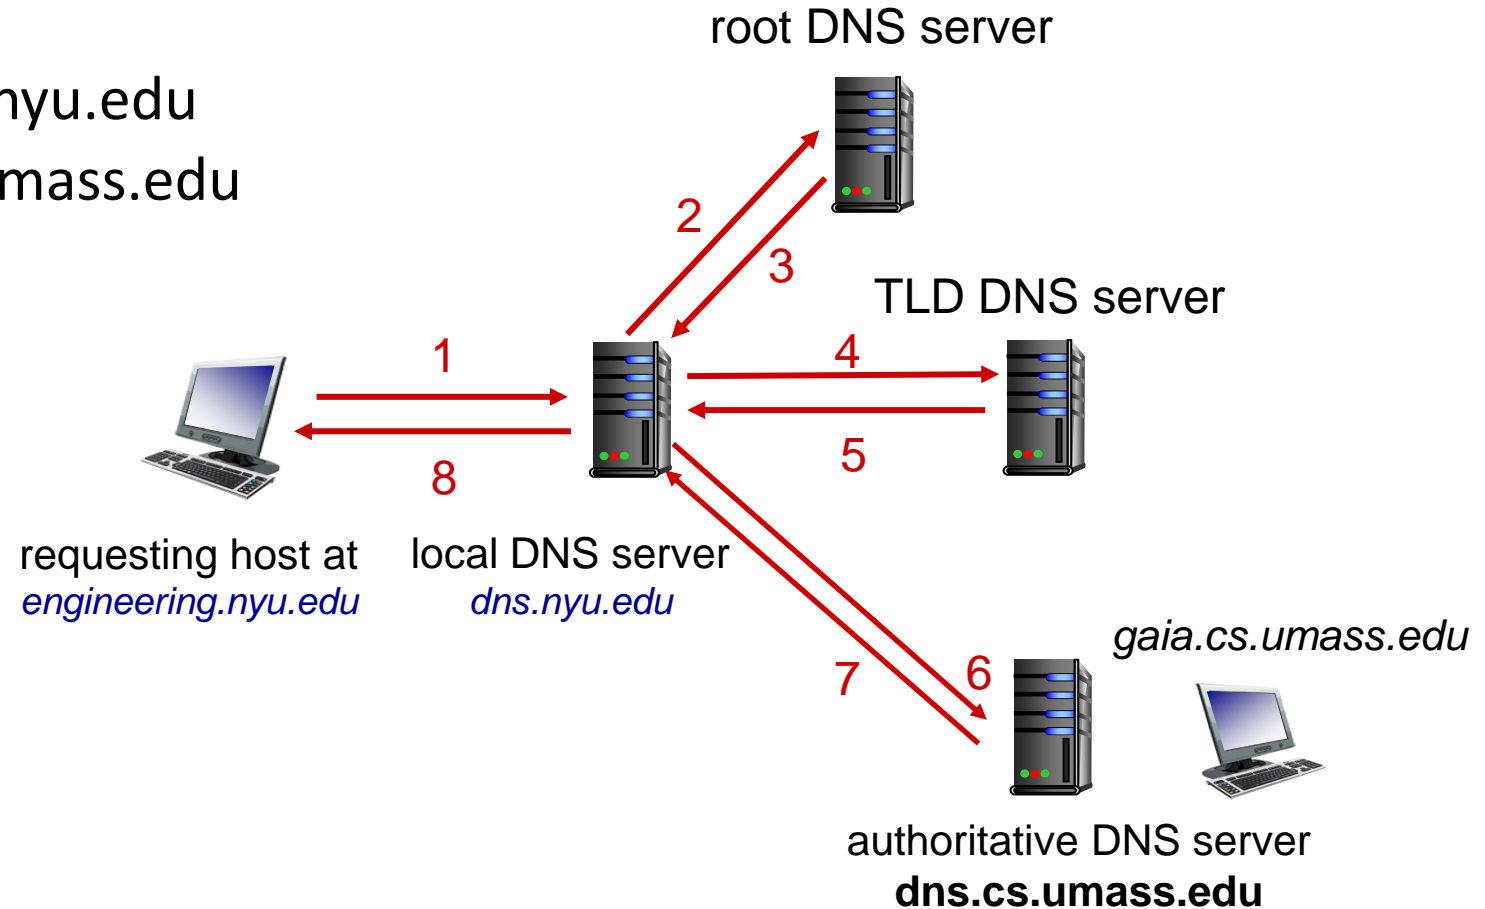 root DNS server
nyu.edu
mass.edu
2
3
TLD DNS server
1
4
8
5
requesting host at
engineering.nyu.edu
local DNS server
dns.nyu.edu
gaia.cs.umass.edu
7
6
authoritative DNS server
dns.cs.umass.edu